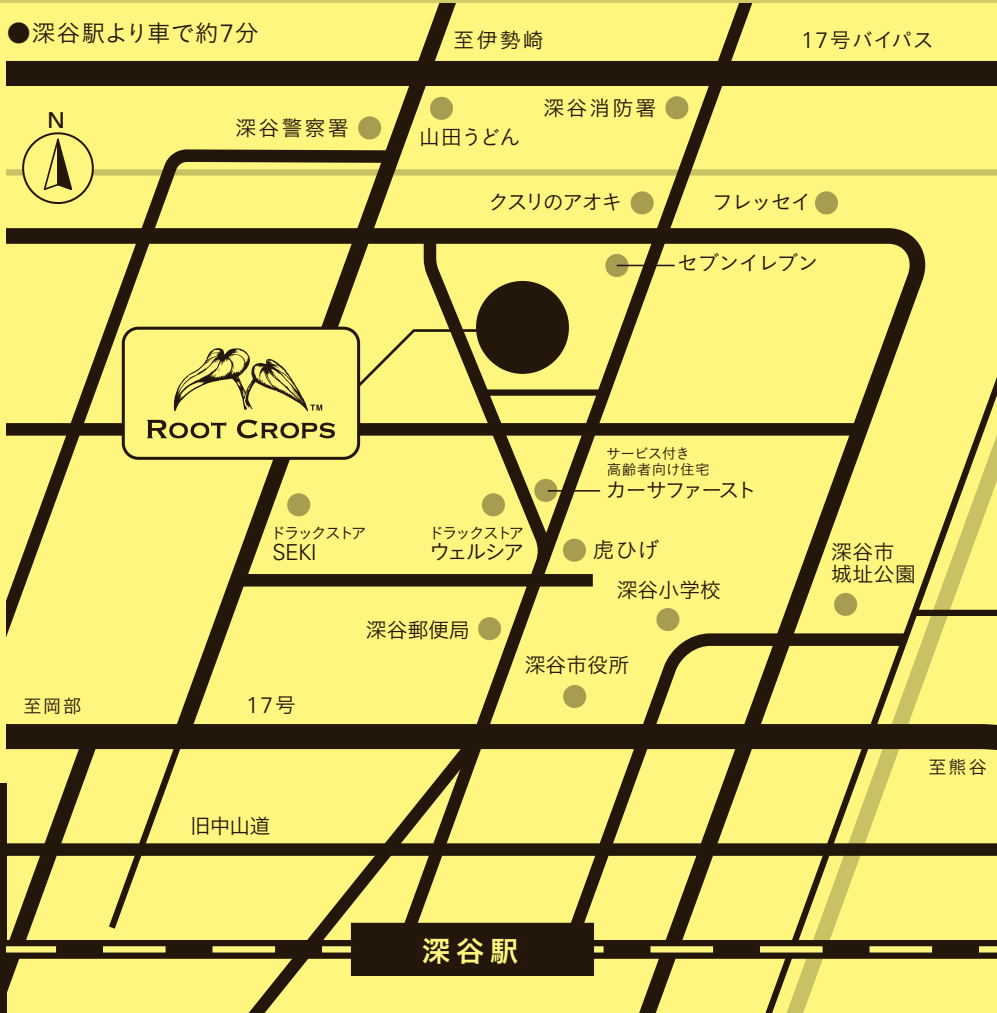 ●深谷駅より車で約7分
至伊勢崎
17号バイパス
N
深谷警察署
山田うどん
深谷消防署
クスリのアオキ
フレッセイ
セブンイレブン
ROOT CROPS™
サービス付き
高齢者向け住宅
カーサファースト
ドラックストア
SEKI
ドラックストア
ウェルシア
虎ひげ
深谷市
城址公園
深谷小学校
深谷郵便局
深谷市役所
至岡部
17号
至熊谷
旧中山道
深谷駅